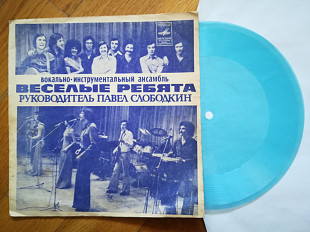 вокально-инструментальный ансамбль
ВЕСЕЛЫЕ РЕБЯТА
РУКОВОДИТЕЛЬ ПАВЕЛ СЛОБОДКИН